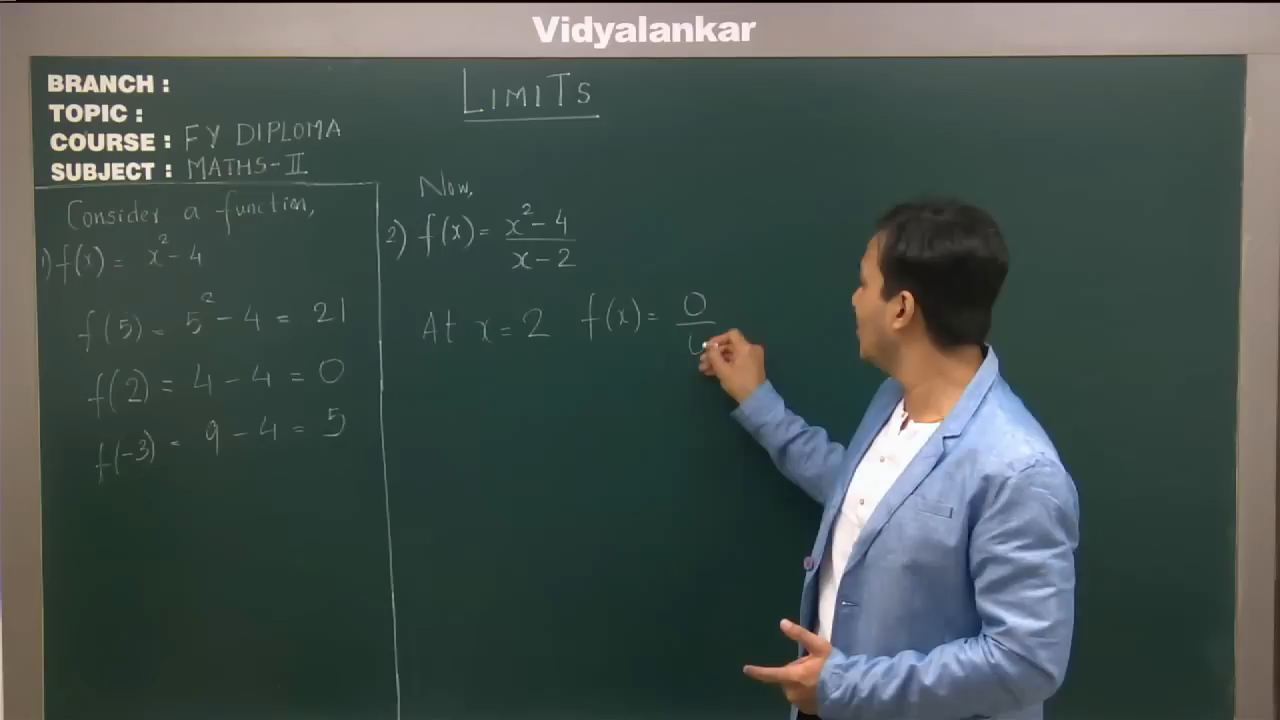 Vidyalankar
BRANCH :
TOPIC :
COURSE : FY DIPLOMA
SUBJECT : MATHS-II
LIMITS
Consider a function,
1) f(x) = x² - 4
f(5) = 5² - 4 = 21
f(2) = 4 - 4 = 0
f(-3) = 9 - 4 = 5
Now,
2) f(x) = x² - 4
x - 2
At x = 2 f(x) = 0